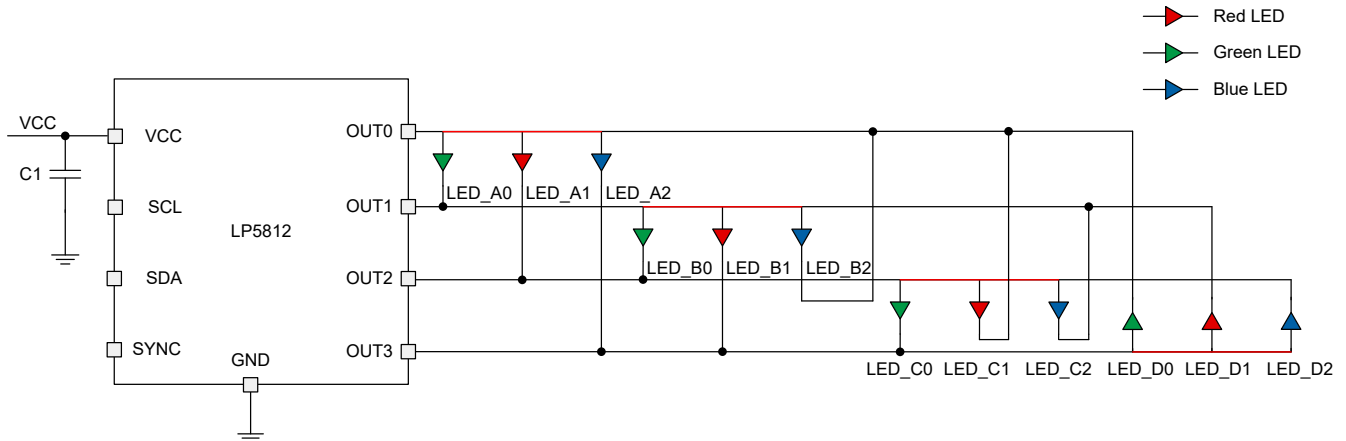 Red LED
Green LED
Blue LED
VCC
C1
VCC
SCL
SDA
SYNC
LP5812
GND
OUT0
OUT1
OUT2
OUT3
LED_A0
LED_A1
LED_A2
LED_B0
LED_B1
LED_B2
LED_C0
LED_C1
LED_C2
LED_D0
LED_D1
LED_D2